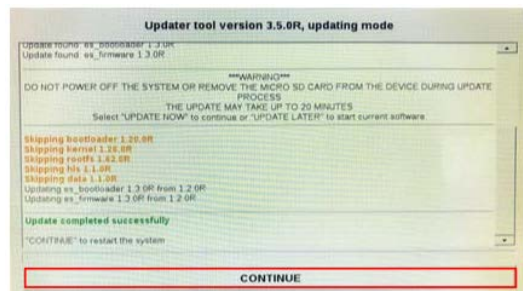 Updater tool version 3.5.0R, updating mode
Update found: es_bootloader 1.3.0R
Update found: es_firmware 1.3.0R
***WARNING***
DO NOT POWER OFF THE SYSTEM OR REMOVE THE MICRO SD CARD FROM THE DEVICE DURING UPDATE
PROCESS
THE UPDATE MAY TAKE UP TO 20 MINUTES
Select "UPDATE NOW" to continue or "UPDATE LATER" to start current software
Skipping bootloader 1.20.0R
Skipping kernel 1.26.0R
Skipping rootfs 1.62.0R
Skipping hls 1.1.0R
Skipping data 1.1.0R
Updating es_bootloader 1.3.0R from 1.2.0R
Updating es_firmware 1.3.0R from 1.2.0R
Update completed successfully
"CONTINUE" to restart the system
CONTINUE